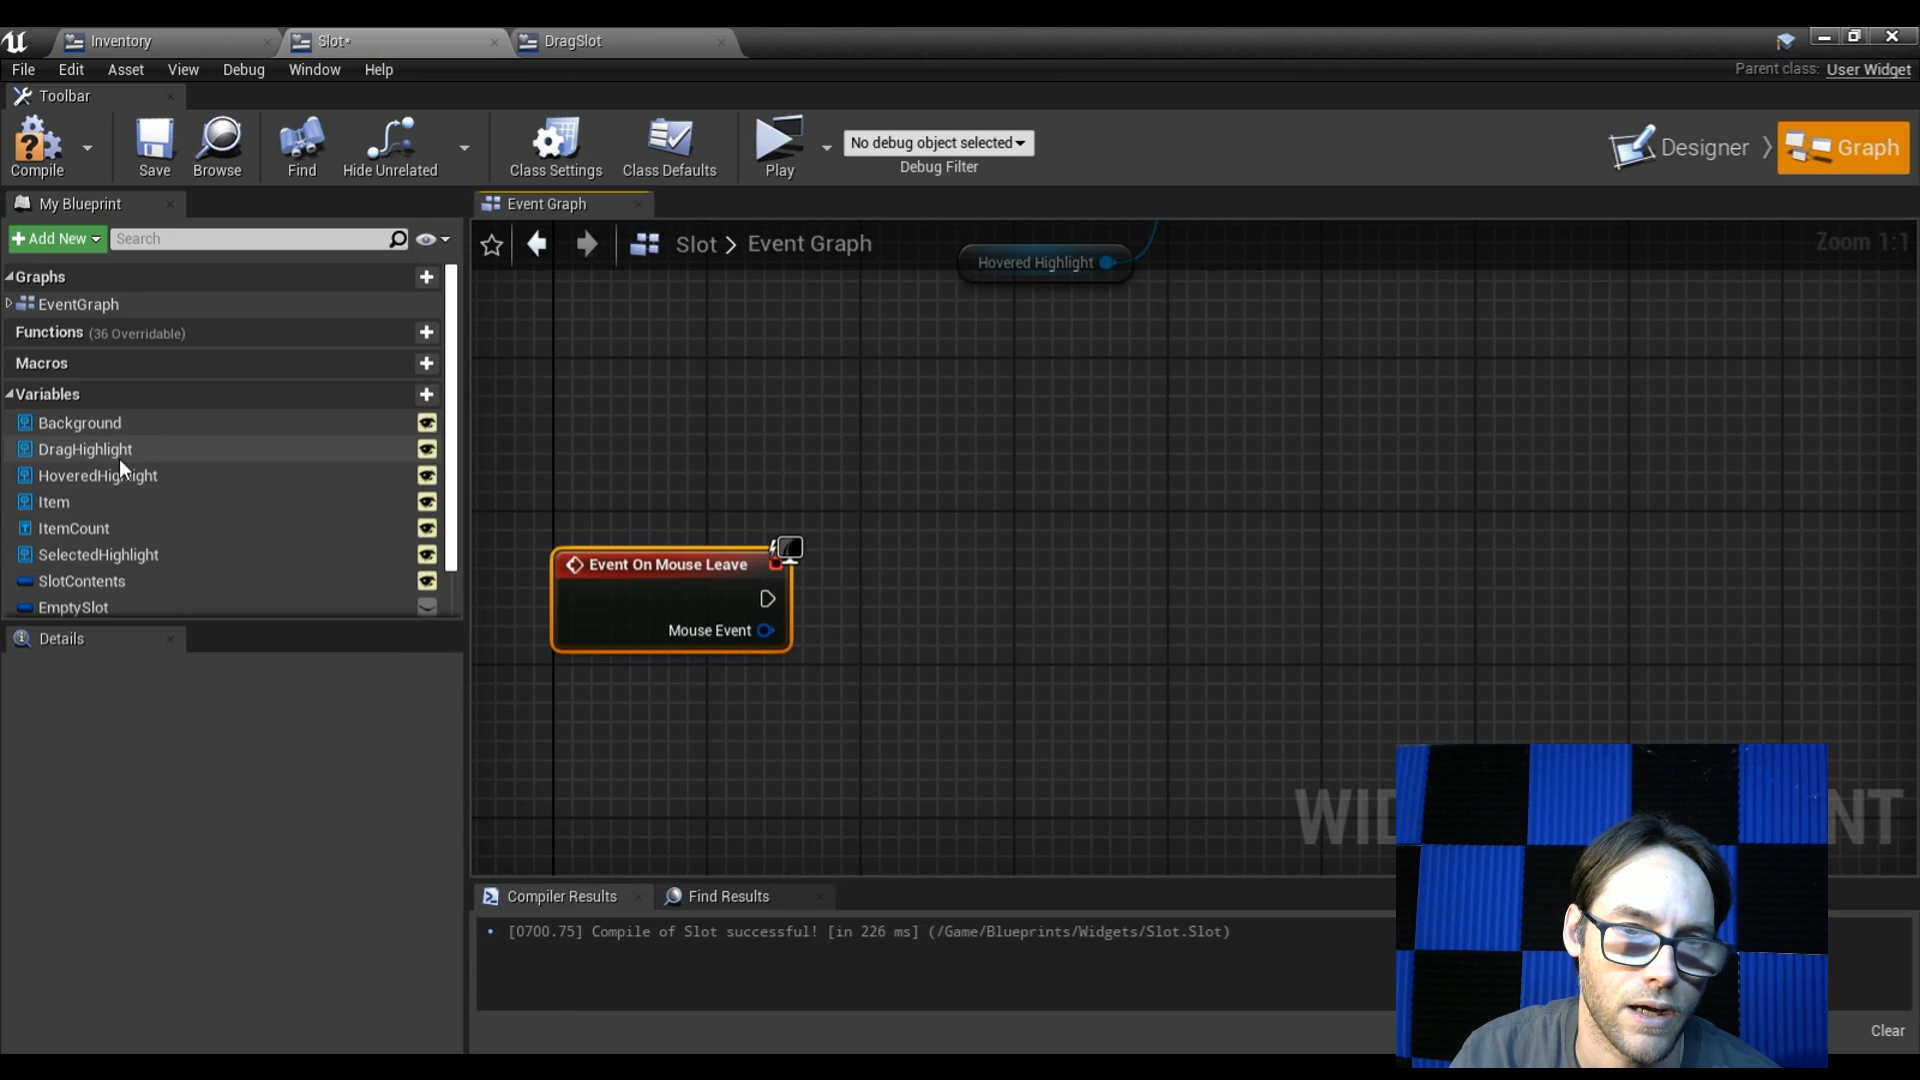 Inventory
Slot*
DragSlot
File Edit Asset View Debug Window Help
Parent class: User Widget
Toolbar
Compile
Save
Browse
Find
Hide Unrelated
Class Settings
Class Defaults
Play
No debug object selected
Debug Filter
Designer
Graph
My Blueprint
Event Graph
+ Add New
Search
Slot > Event Graph
Zoom 1:1
Hovered Highlight
Graphs
EventGraph
Functions (36 Overridable)
Macros
Variables
Background
DragHighlight
HoveredHighlight
Item
ItemCount
SelectedHighlight
SlotContents
EmptySlot
Event On Mouse Leave
Mouse Event
Details
Compiler Results
Find Results
[0700.75] Compile of Slot successful! [in 226 ms] (/Game/Blueprints/Widgets/Slot.Slot)
Clear